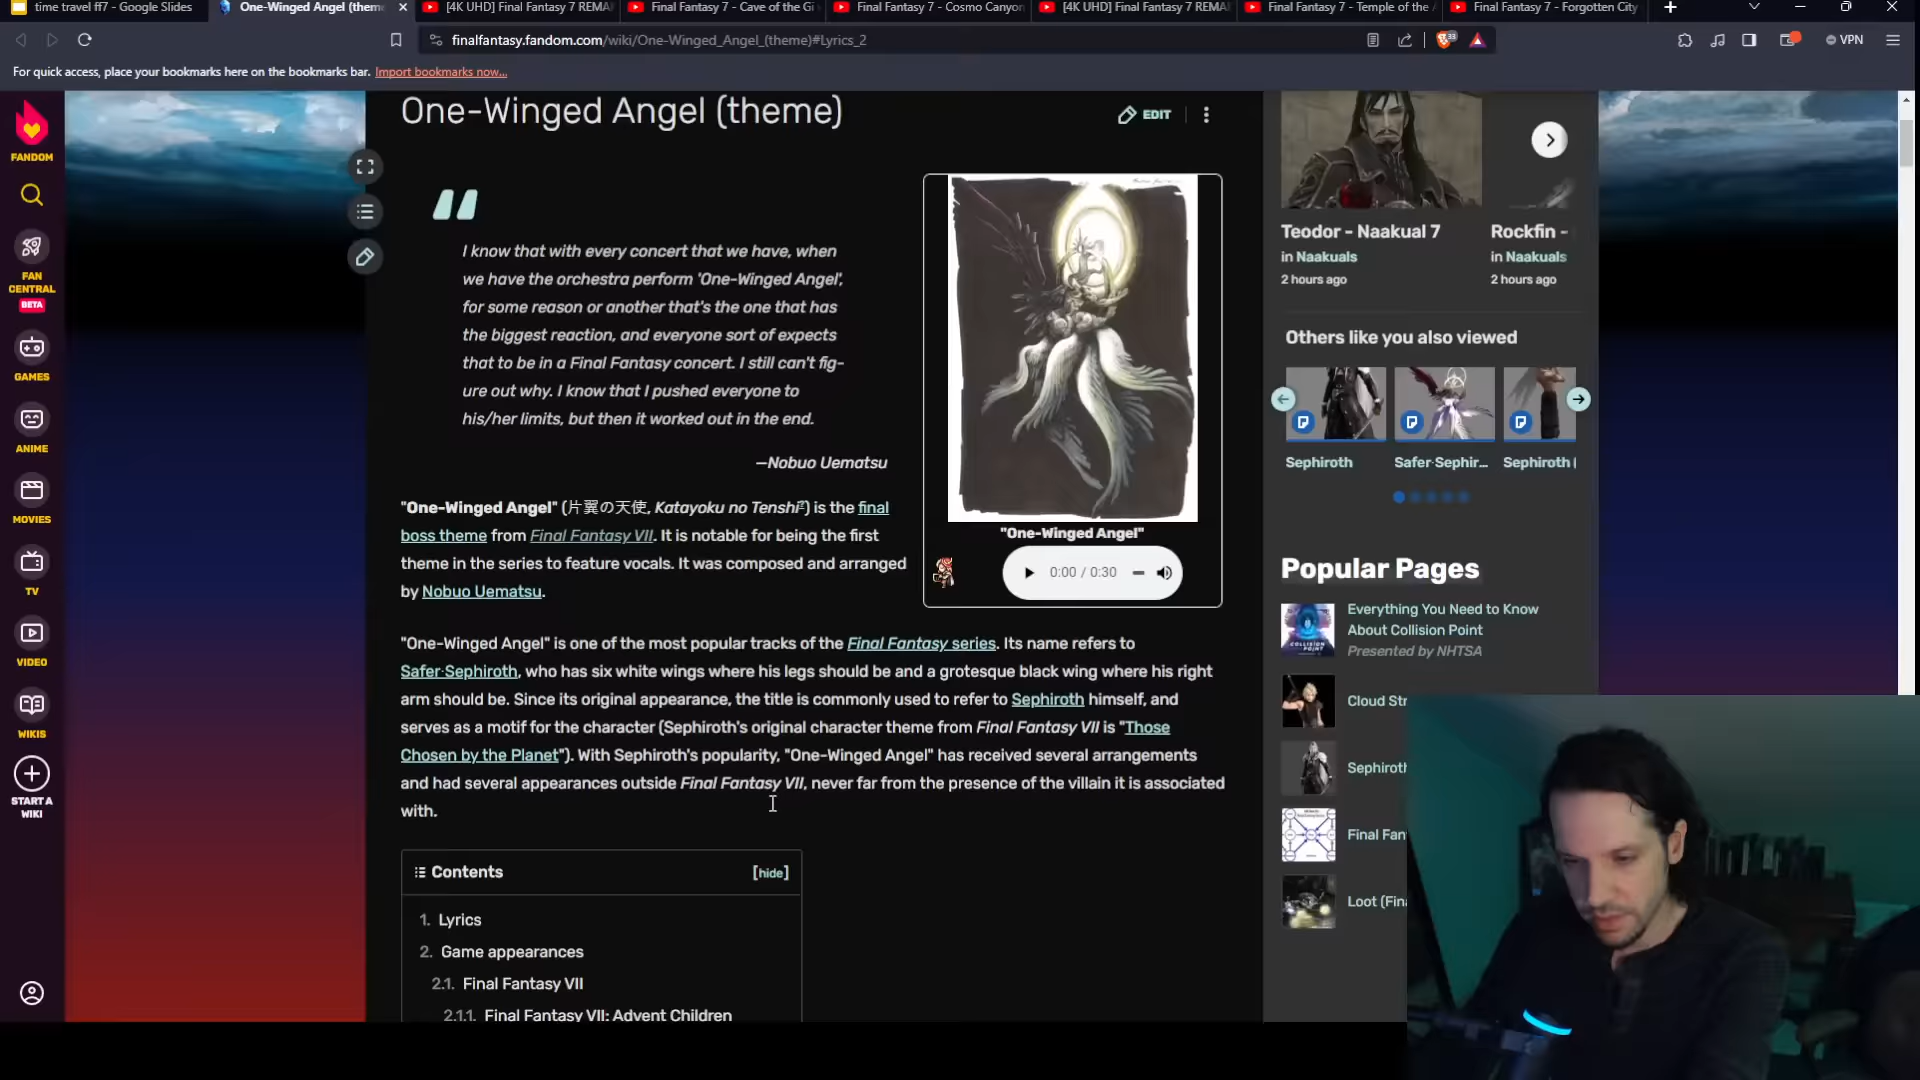 time travel ff7 - Google Slides
One-Winged Angel (them
[4K UHD] Final Fantasy 7 REMA
Final Fantasy 7 - Cave of the Gi
Final Fantasy 7 - Cosmo Canyon
[4K UHD] Final Fantasy 7 REMA
Final Fantasy 7 - Temple of the A
Final Fantasy 7 - Forgotten City
finalfantasy.fandom.com/wiki/One-Winged_Angel_(theme)#Lyrics_2
VPN
For quick access, place your bookmarks here on the bookmarks bar. Import bookmarks now...
FANDOM
FAN
CENTRAL
BETA
GAMES
ANIME
MOVIES
TV
VIDEO
WIKIS
START A
WIKI
One-Winged Angel (theme)
EDIT
I know that with every concert that we have, when
we have the orchestra perform 'One-Winged Angel',
for some reason or another that's the one that has
the biggest reaction, and everyone sort of expects
that to be in a Final Fantasy concert. I still can't fig-
ure out why. I know that I pushed everyone to
his/her limits, but then it worked out in the end.
—Nobuo Uematsu
"One-Winged Angel" (片翼の天使, Katayoku no Tenshi?) is the final
boss theme from Final Fantasy VII. It is notable for being the first
theme in the series to feature vocals. It was composed and arranged
by Nobuo Uematsu.
"One-Winged Angel"
0:00 / 0:30
"One-Winged Angel" is one of the most popular tracks of the Final Fantasy series. Its name refers to
Safer∙Sephiroth, who has six white wings where his legs should be and a grotesque black wing where his right
arm should be. Since its original appearance, the title is commonly used to refer to Sephiroth himself, and
serves as a motif for the character (Sephiroth's original character theme from Final Fantasy VII is "Those
Chosen by the Planet"). With Sephiroth's popularity, "One-Winged Angel" has received several arrangements
and had several appearances outside Final Fantasy VII, never far from the presence of the villain it is associated
with.
Contents
[hide]
1. Lyrics
2. Game appearances
2.1. Final Fantasy VII
2.1.1. Final Fantasy VII: Advent Children
Teodor - Naakual 7
in Naakuals
2 hours ago
Rockfin -
in Naakuals
2 hours ago
Others like you also viewed
Sephiroth
Safer∙Sephir...
Sephiroth (
Popular Pages
Everything You Need to Know
About Collision Point
Presented by NHTSA
Cloud Str
Sephiroth
Final Fan
Loot (Fina